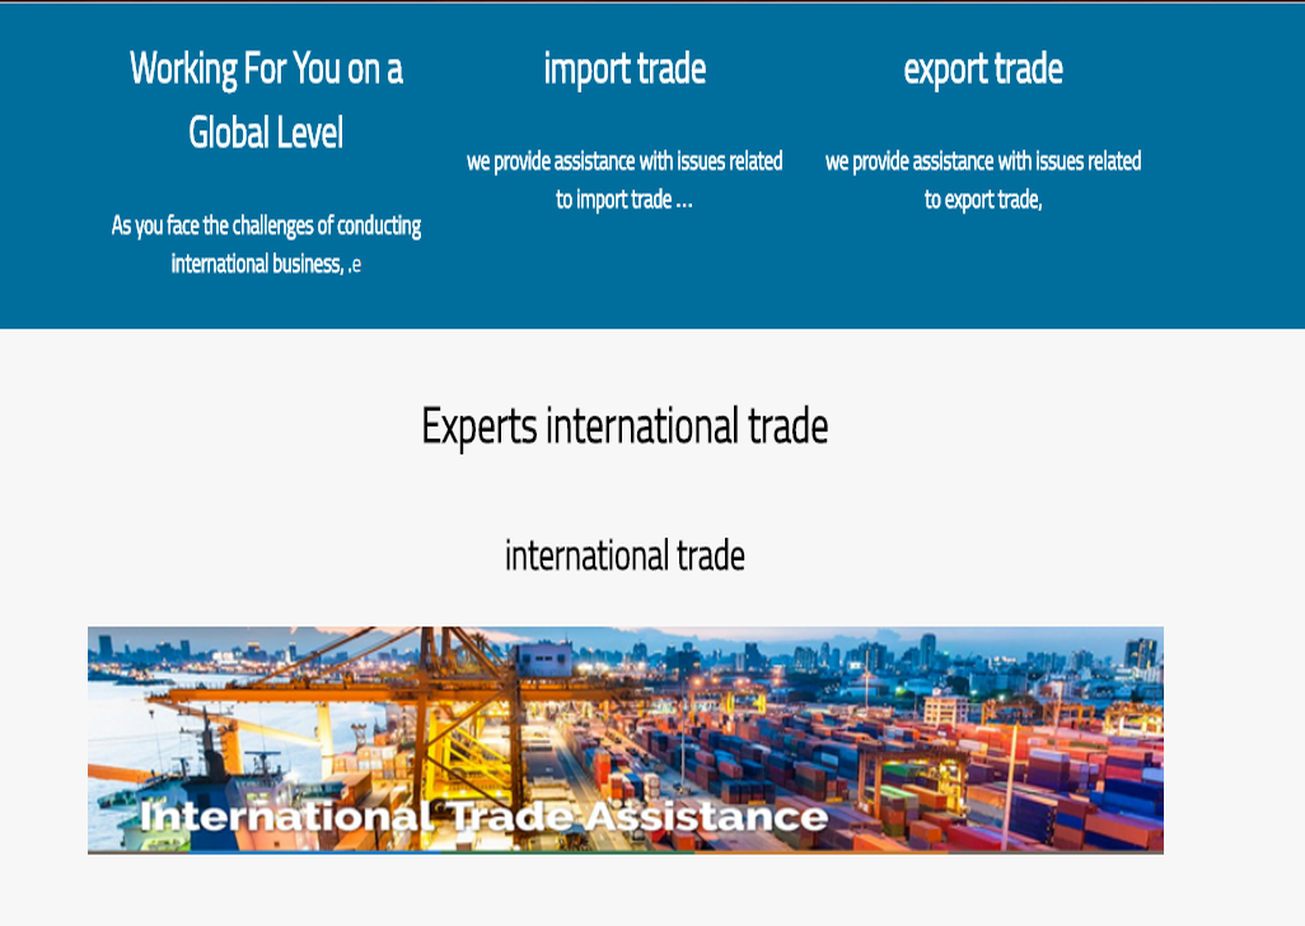 Working For You on a
Global Level
As you face the challenges of conducting
international business, .e
import trade
we provide assistance with issues related
to import trade ...
export trade
we provide assistance with issues related
to export trade,
Experts international trade
international trade
International Trade Assistance